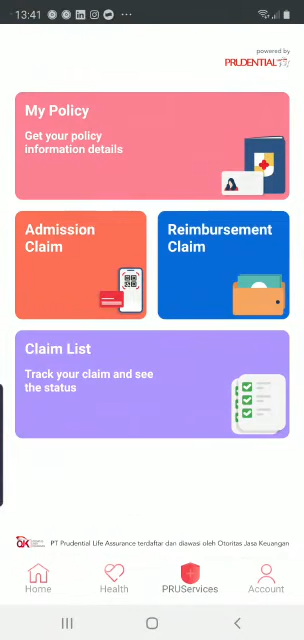 13:41
powered by
PRUDENTIAL
My Policy
Get your policy
information details
Admission
Claim
Reimbursement
Claim
Claim List
Track your claim and see
the status
PT Prudential Life Assurance terdaftar dan diawasi oleh Otoritas Jasa Keuangan
Home
Health
PRUServices
Account